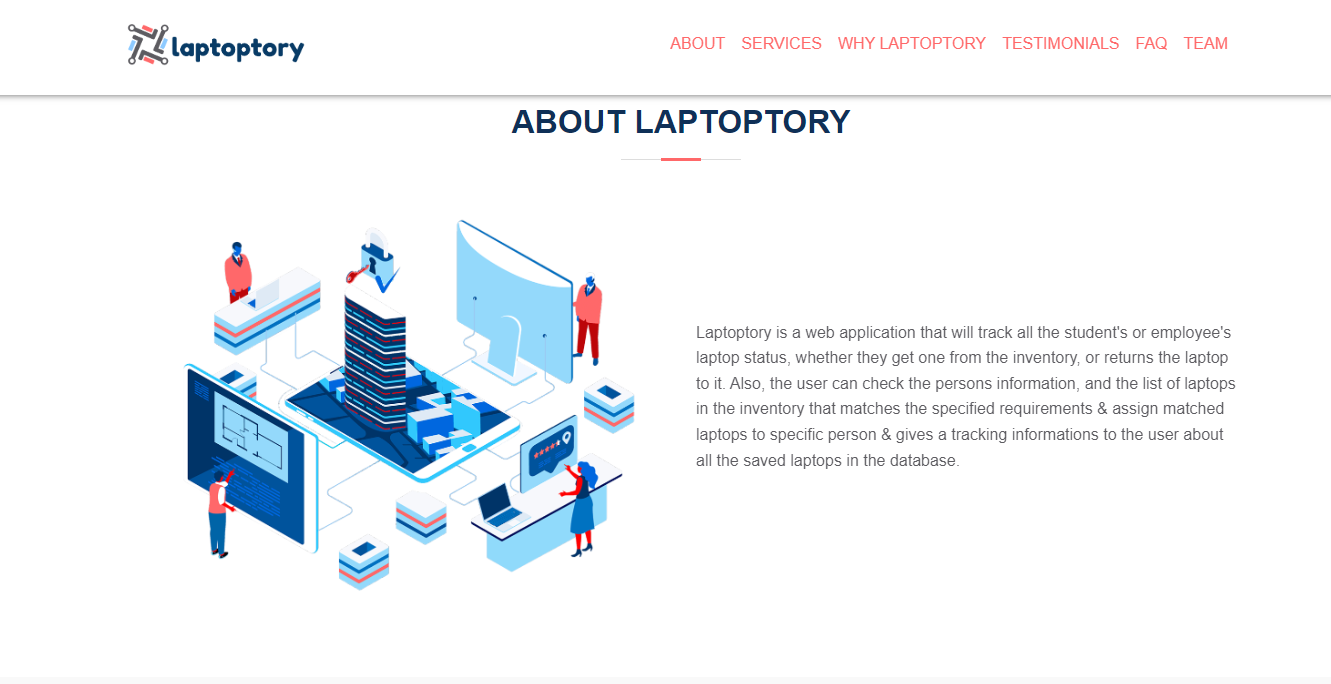 laptoptory
ABOUT SERVICES WHY LAPTOPTORY TESTIMONIALS FAQ TEAM
ABOUT LAPTOPTORY
Laptoptory is a web application that will track all the student's or employee's
laptop status, whether they get one from the inventory, or returns the laptop
to it. Also, the user can check the persons information, and the list of laptops
in the inventory that matches the specified requirements & assign matched
laptops to specific person & gives a tracking informations to the user about
all the saved laptops in the database.